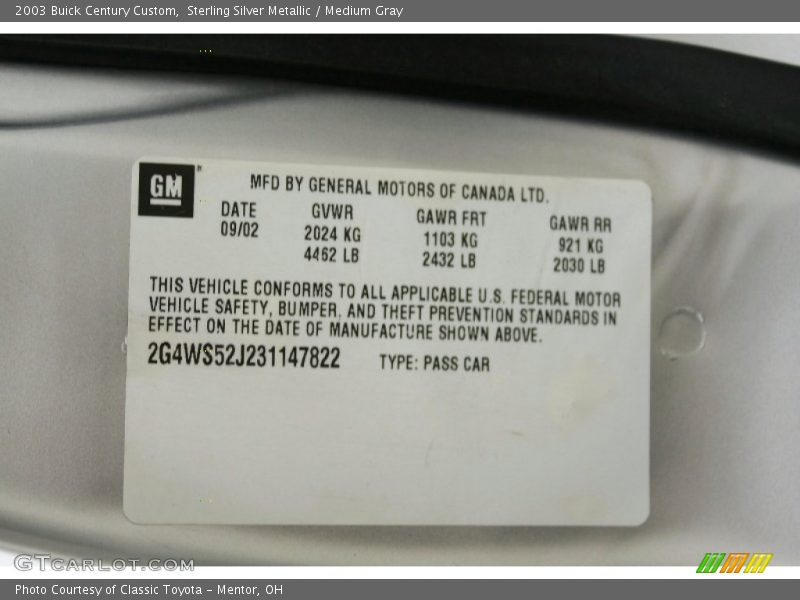 2003 Buick Century Custom, Sterling Silver Metallic / Medium Gray
GM
MFD BY GENERAL MOTORS OF CANADA LTD.
DATE GVWR GAWR FRT GAWR RR
09/02 2024 KG 1103 KG 921 KG
4462 LB 2432 LB 2030 LB
THIS VEHICLE CONFORMS TO ALL APPLICABLE U.S. FEDERAL MOTOR
VEHICLE SAFETY, BUMPER, AND THEFT PREVENTION STANDARDS IN
EFFECT ON THE DATE OF MANUFACTURE SHOWN ABOVE.
2G4WS52J231147822 TYPE: PASS CAR
GTCARLOT.COM
Photo Courtesy of Classic Toyota - Mentor, OH